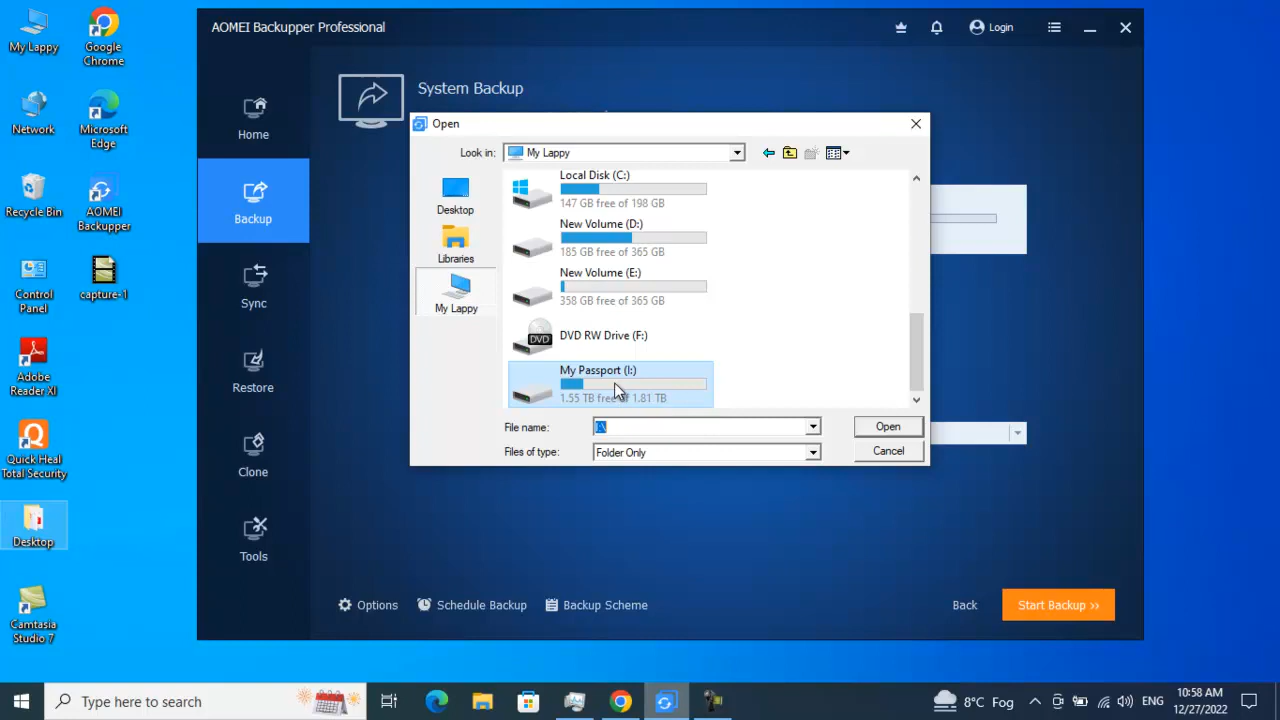 My Lappy
Google
Chrome
Network
Microsoft
Edge
Recycle Bin
AOMEI
Backupper
Control
Panel
capture-1
Adobe
Reader XI
Quick Heal
Total Security
Desktop
Camtasia
Studio 7
AOMEI Backupper Professional
Login
Home
Backup
Sync
Restore
Clone
Tools
System Backup
Open
Look in:
My Lappy
Desktop
Libraries
My Lappy
Local Disk (C:)
147 GB free of 198 GB
New Volume (D:)
185 GB free of 365 GB
New Volume (E:)
358 GB free of 365 GB
DVD
DVD RW Drive (F:)
My Passport (I:)
1.55 TB free of 1.81 TB
File name:
Open
Files of type:
Folder Only
Cancel
Options
Schedule Backup
Backup Scheme
Back
Start Backup >>
Type here to search
8°C Fog
ENG
10:58 AM
12/27/2022